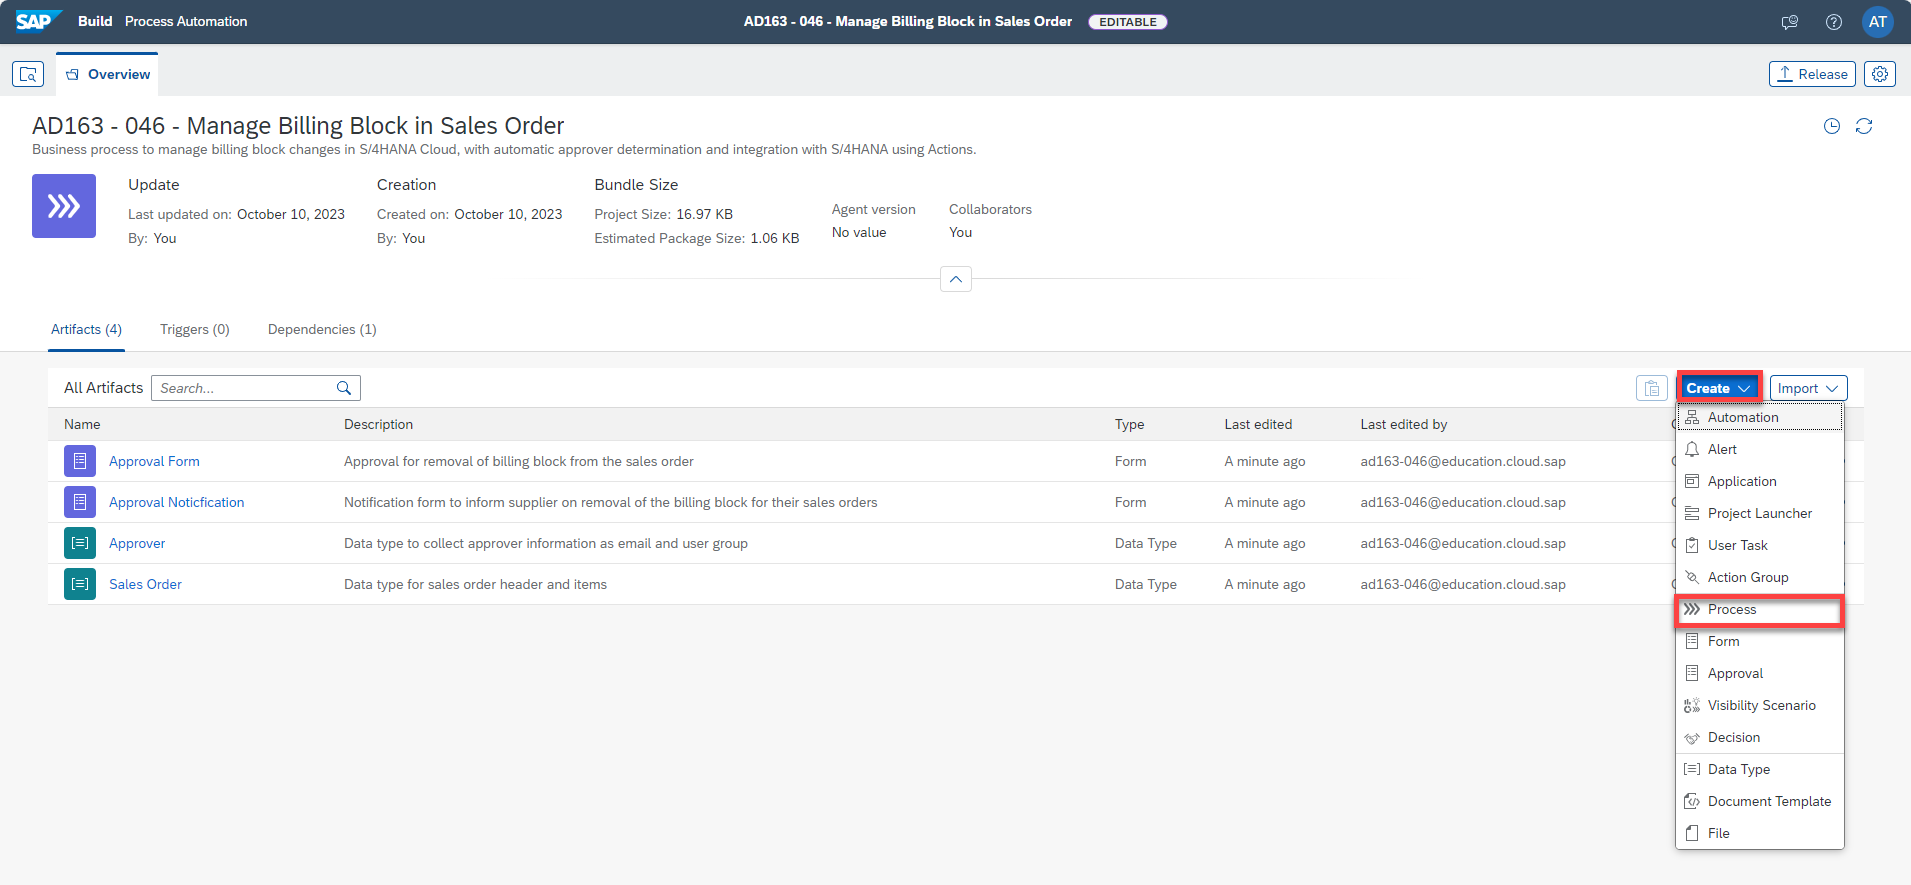 SAP Build Process Automation AD163 - 046 - Manage Billing Block in Sales Order EDITABLE AT
Overview Release
AD163 - 046 - Manage Billing Block in Sales Order
Business process to manage billing block changes in S/4HANA Cloud, with automatic approver determination and integration with S/4HANA using Actions.
Update Creation Bundle Size
Last updated on: October 10, 2023 Created on: October 10, 2023 Project Size: 16.97 KB Agent version Collaborators
By: You By: You Estimated Package Size: 1.06 KB No value You
Artifacts (4) Triggers (0) Dependencies (1)
All Artifacts Search... Create Import
Name Description Type Last edited Last edited by
Approval Form Approval for removal of billing block from the sales order Form A minute ago ad163-046@education.cloud.sap
Approval Noticfication Notification form to inform supplier on removal of the billing block for their sales orders Form A minute ago ad163-046@education.cloud.sap
Approver Data type to collect approver information as email and user group Data Type A minute ago ad163-046@education.cloud.sap
Sales Order Data type for sales order header and items Data Type A minute ago ad163-046@education.cloud.sap
Automation
Alert
Application
Project Launcher
User Task
Action Group
Process
Form
Approval
Visibility Scenario
Decision
Data Type
Document Template
File